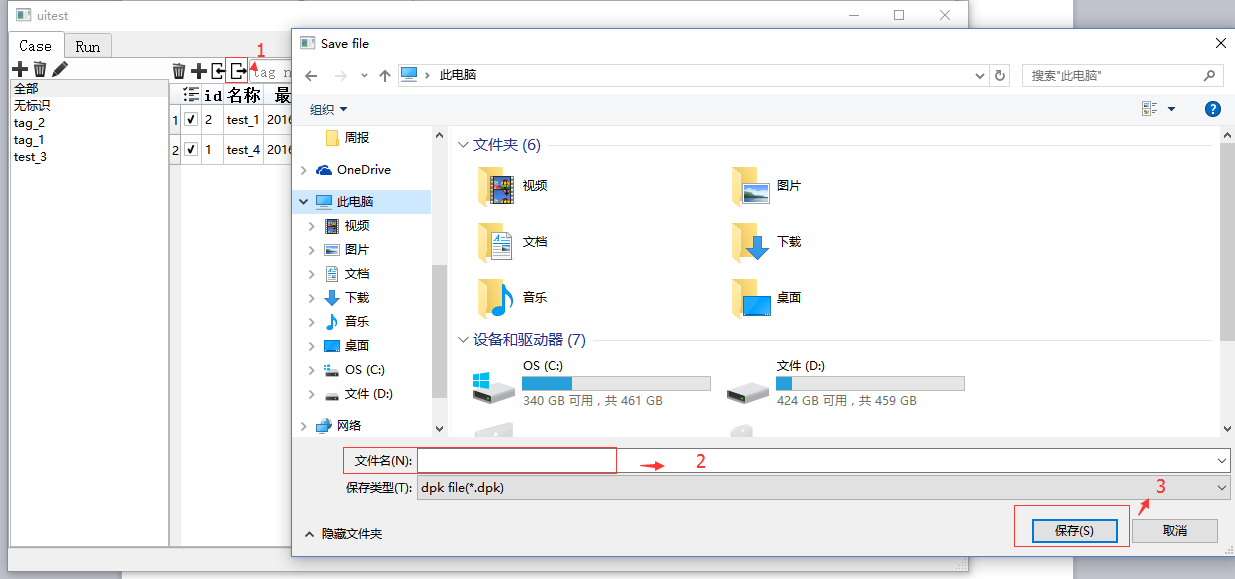 uitest
Case Run
全部
无标识
tag_2
tag_1
test_3
1
tag n
id 名称 最
1 2 test_1 2016
2 1 test_4 2016
Save file
此电脑
搜索"此电脑"
组织
周报
OneDrive
此电脑
视频
图片
文档
下载
音乐
桌面
OS (C:)
文件 (D:)
网络
文件夹 (6)
视频
图片
文档
下载
音乐
桌面
设备和驱动器 (7)
OS (C:)
340 GB 可用，共 461 GB
文件 (D:)
424 GB 可用，共 459 GB
文件名(N):
2
保存类型(T): dpk file(*.dpk)
3
隐藏文件夹
保存(S)
取消